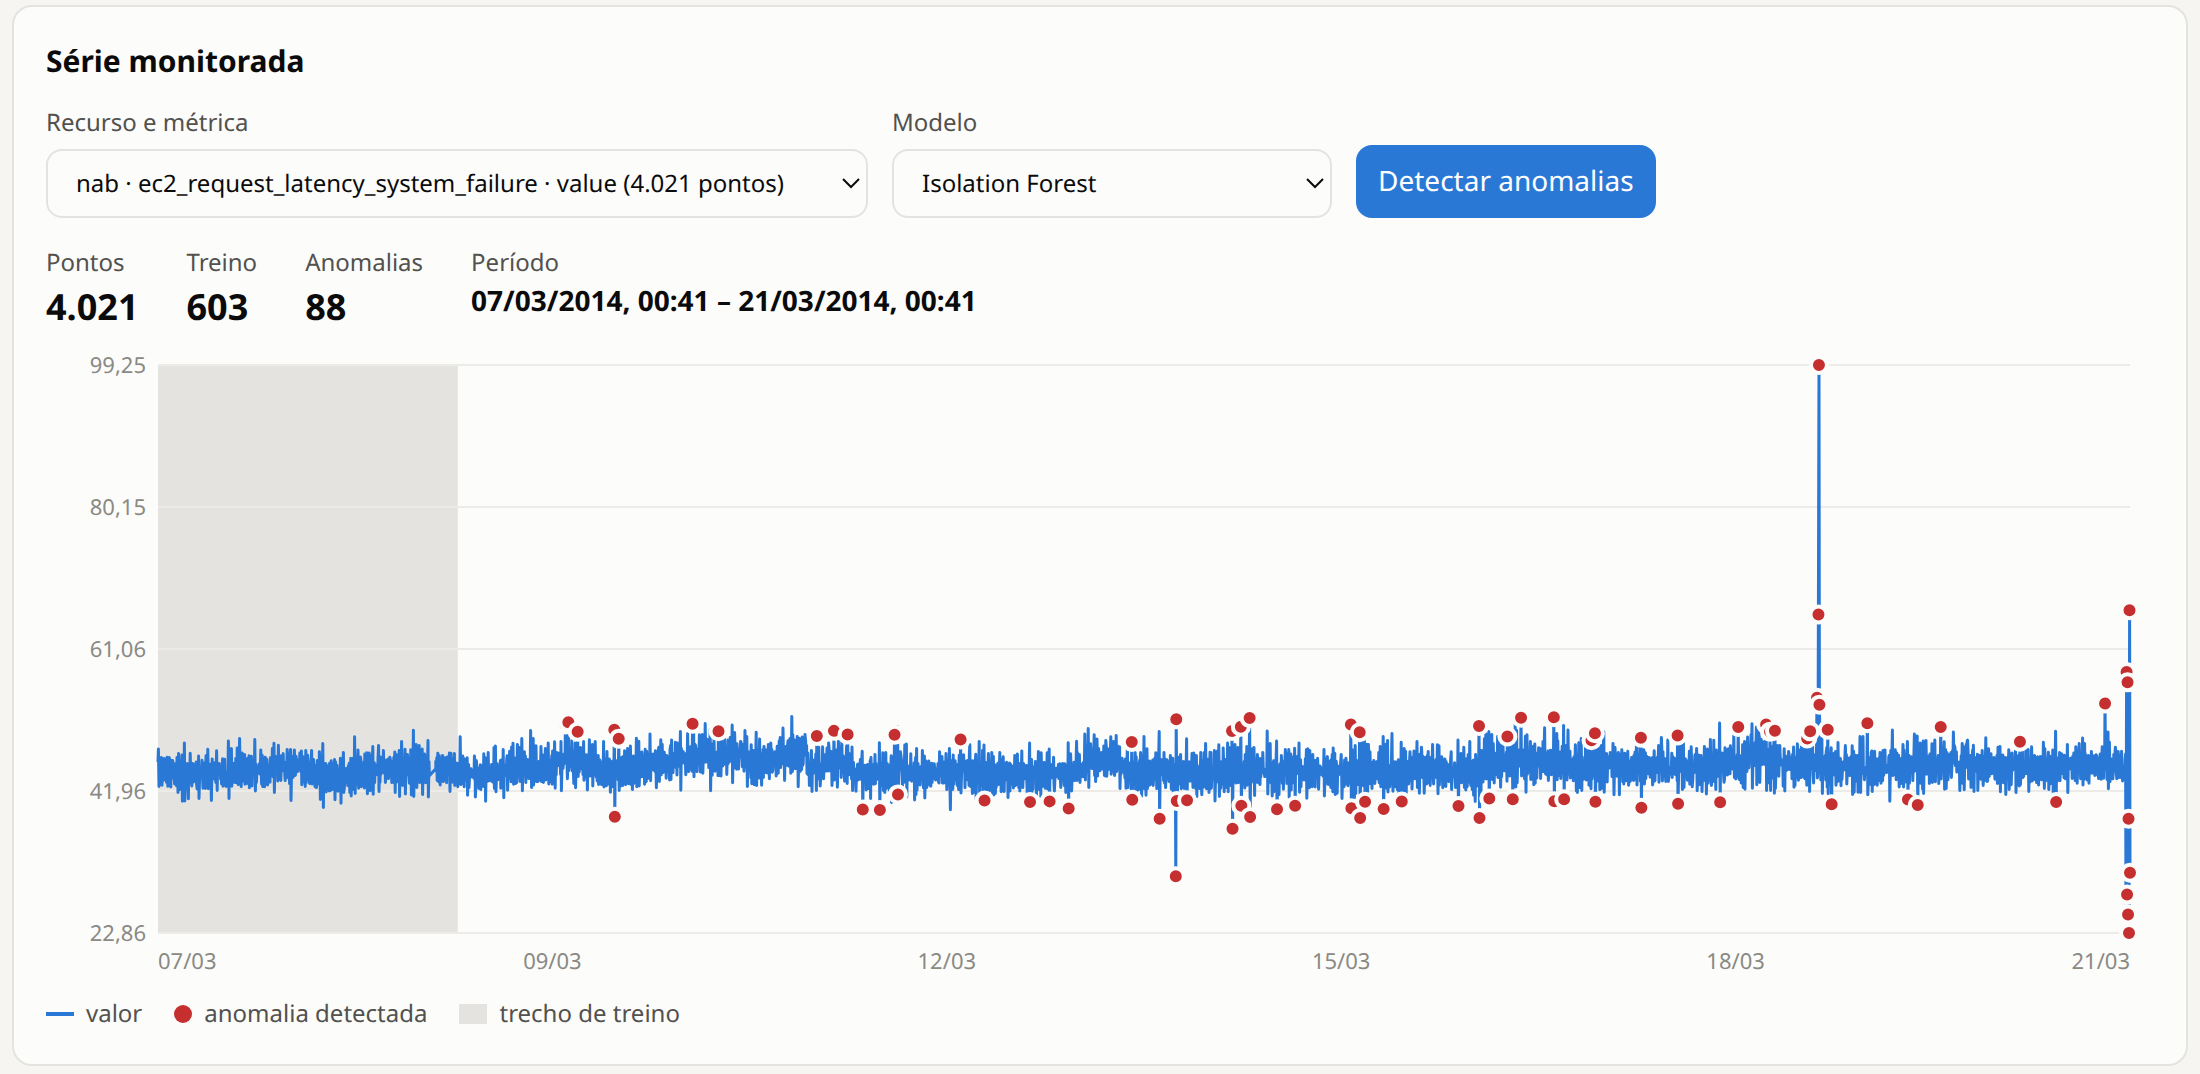 Série monitorada
Recurso e métrica
Modelo
nab · ec2_request_latency_system_failure · value (4.021 pontos)
Isolation Forest
Detectar anomalias
Pontos
Treino
Anomalias
Período
4.021
603
88
07/03/2014, 00:41 – 21/03/2014, 00:41
99,25
80,15
61,06
41,96
22,86
07/03
09/03
12/03
15/03
18/03
21/03
valor
anomalia detectada
trecho de treino